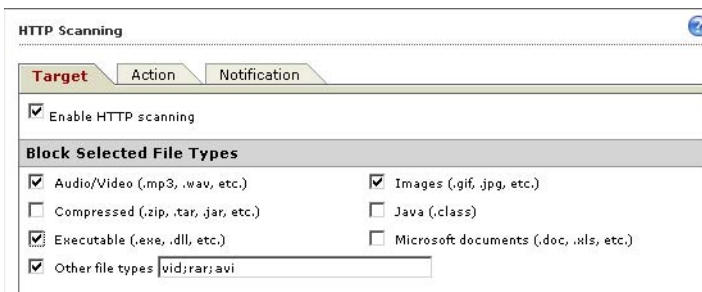 HTTP Scanning
?
Target Action Notification
Enable HTTP scanning
Block Selected File Types
Audio/Video (.mp3, .wav, etc.) Images (.gif, .jpg, etc.)
Compressed (.zip, .tar, .jar, etc.) Java (.class)
Executable (.exe, .dll, etc.) Microsoft documents (.doc, .xls, etc.)
Other file types vid;rar;avi